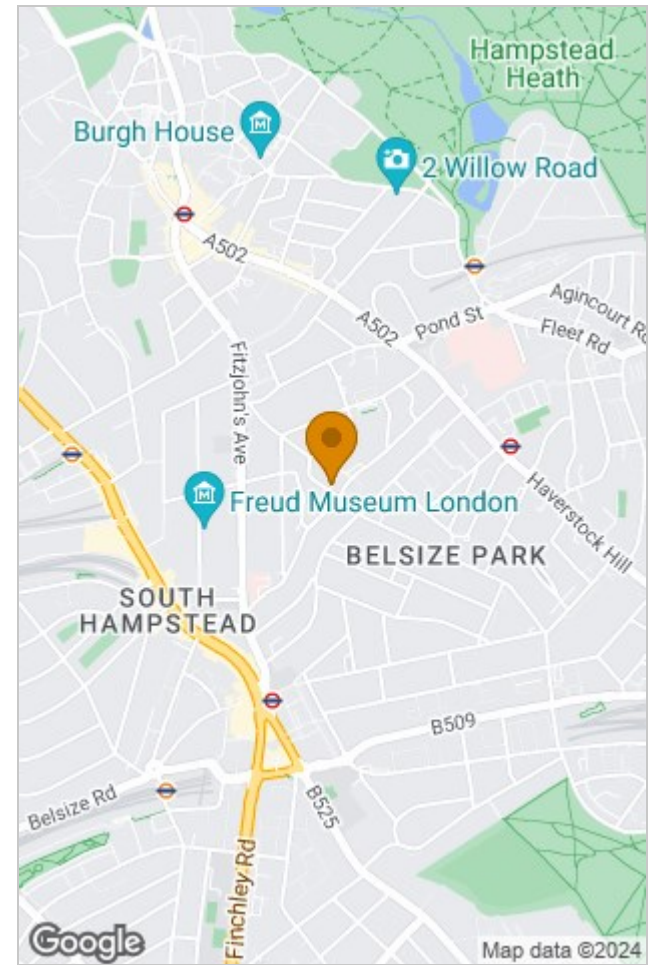 Hampstead
Heath
Burgh House
2 Willow Road
A502
A502
Pond St
Agincourt Rd
Fleet Rd
Fitzjohn's Ave
Freud Museum London
Haverstock Hill
BELSIZE PARK
SOUTH
HAMPSTEAD
B509
Belsize Rd
B525
Finchley Rd
Google
Map data ©2024